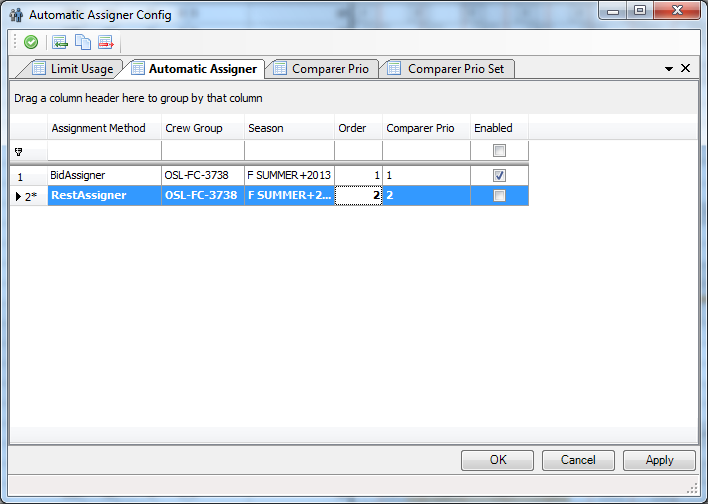 Automatic Assigner Config
Limit Usage Automatic Assigner Comparer Prio Comparer Prio Set
Drag a column header here to group by that column
Assignment Method Crew Group Season Order Comparer Prio Enabled
1 BidAssigner OSL-FC-3738 F SUMMER+2013 1 1
2* RestAssigner OSL-FC-3738 F SUMMER+2... 2 2
OK Cancel Apply